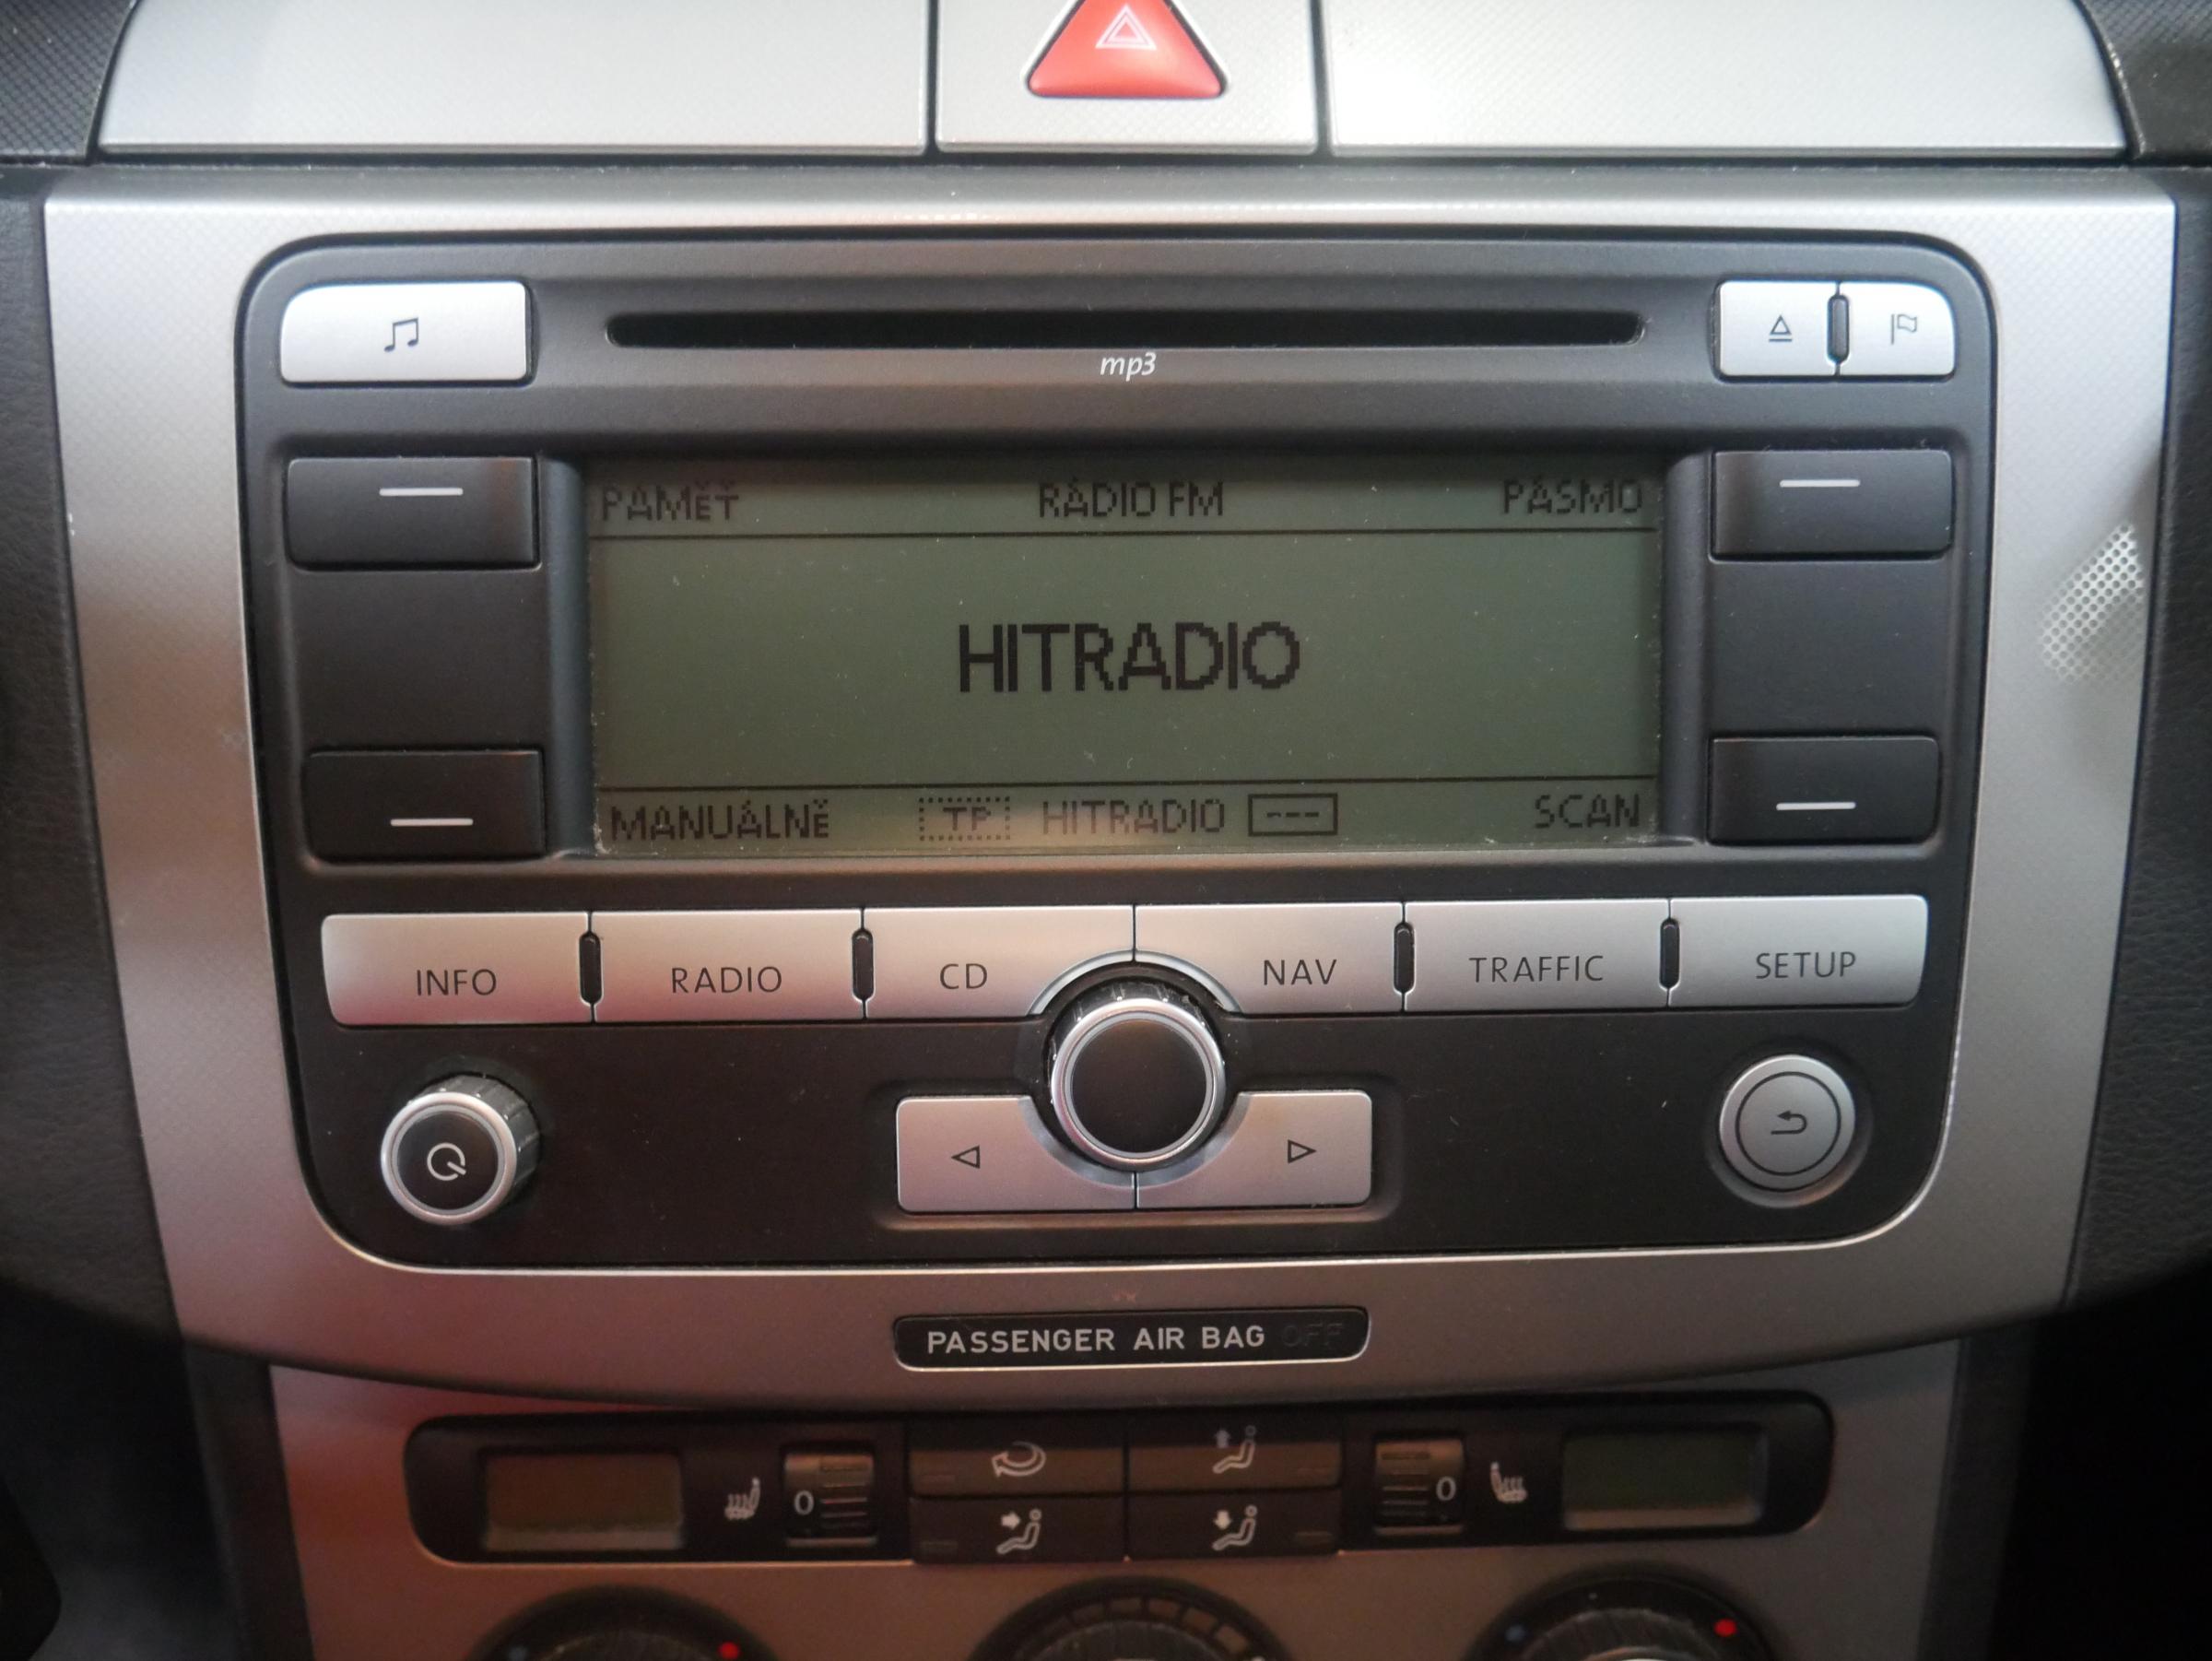 mp3
PAMĚŤ RÁDIO FM PÁSMO
HITRADIO
MANUÁLNĚ TP HITRADIO --- SCAN
INFO RADIO CD NAV TRAFFIC SETUP
PASSENGER AIR BAG OFF
0 0